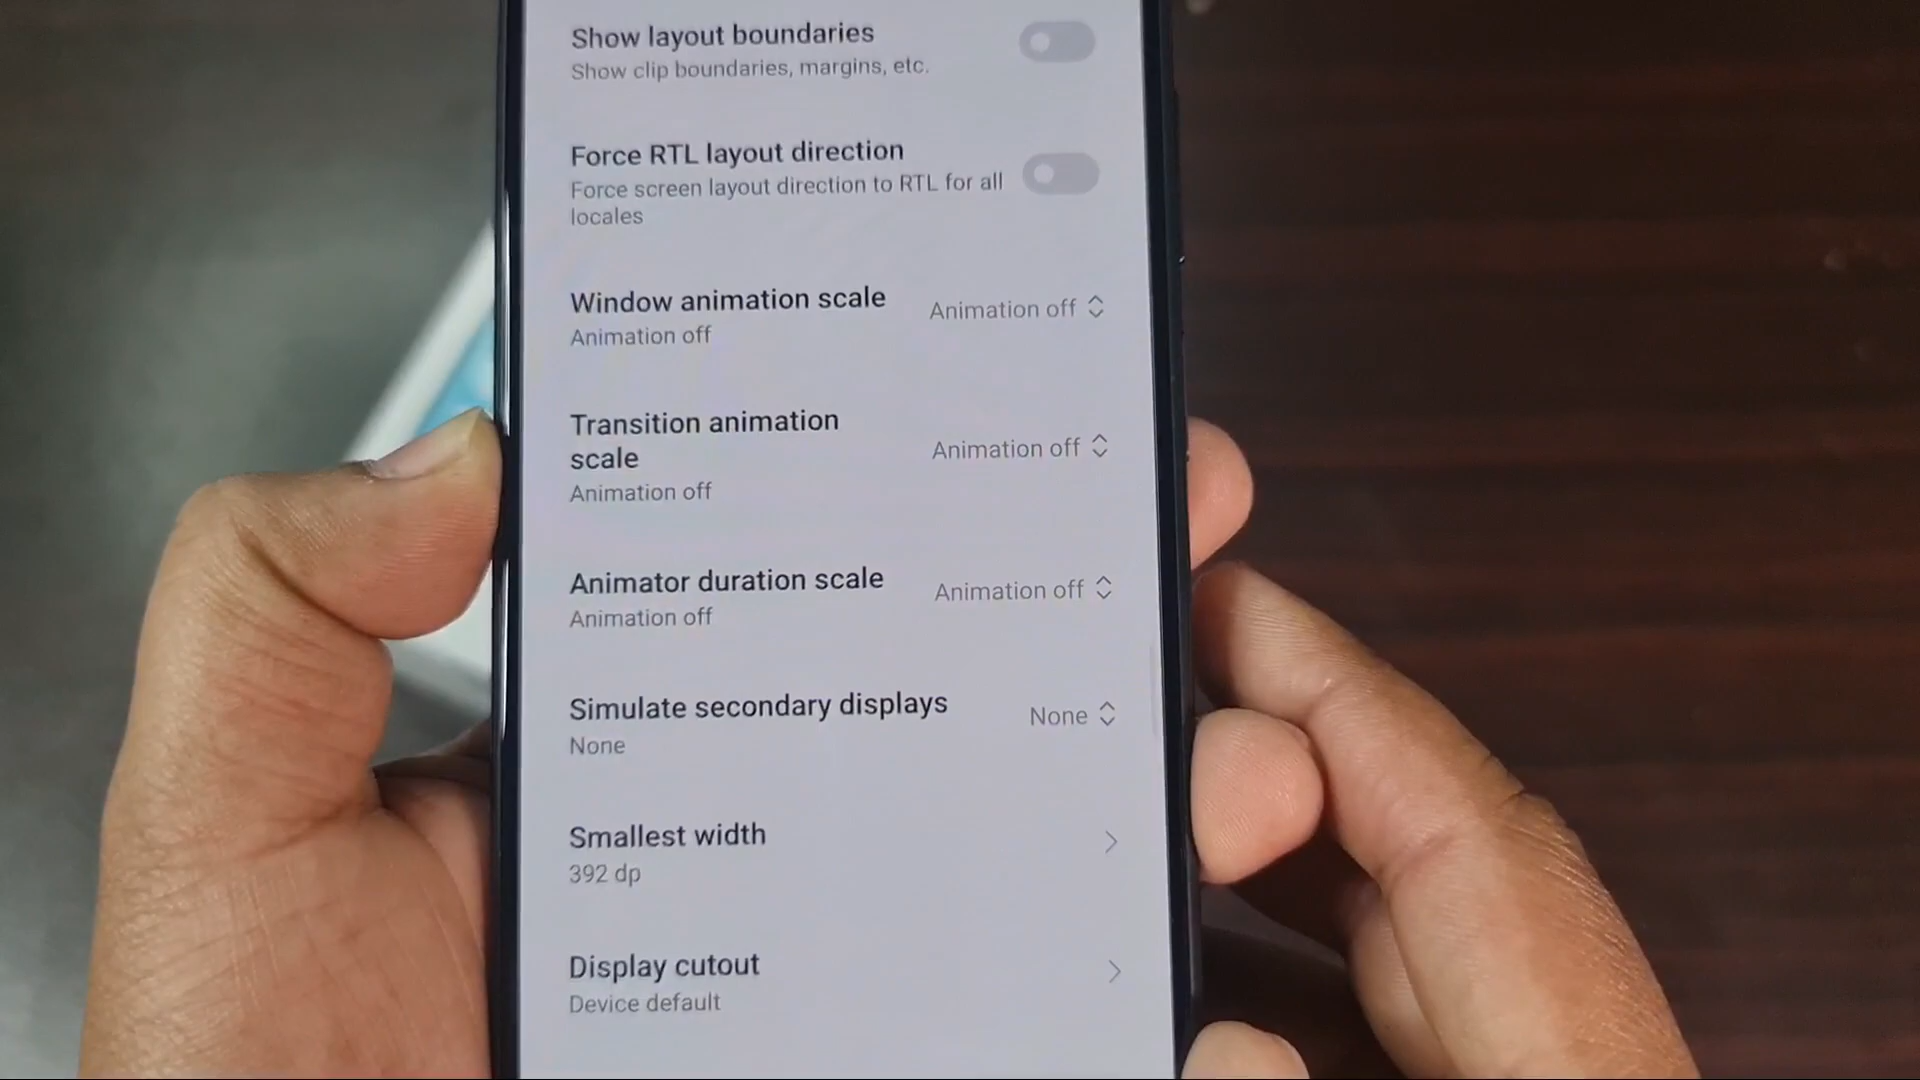 Show layout boundaries
Show clip boundaries, margins, etc.
Force RTL layout direction
Force screen layout direction to RTL for all
locales
Window animation scale
Animation off
Animation off
Transition animation
scale
Animation off
Animation off
Animator duration scale
Animation off
Animation off
Simulate secondary displays
None
None
Smallest width
392 dp
Display cutout
Device default